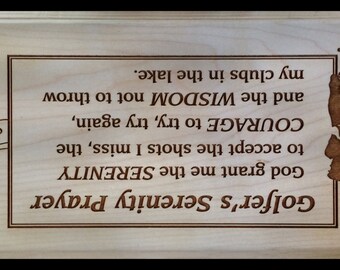 Golfer's Serenity Prayer
God grant me the SERENITY
to accept the shots I miss, the
COURAGE to try, try again,
and the WISDOM not to throw
my clubs in the lake.